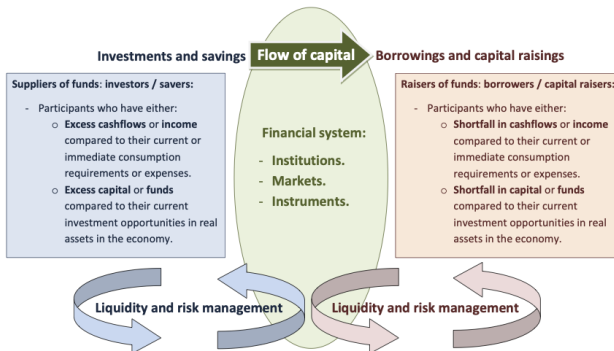 Investments and savings
Flow of capital
Borrowings and capital raisings
Suppliers of funds: investors / savers:
- Participants who have either:
o Excess cashflows or income
compared to their current or
immediate consumption
requirements or expenses.
o Excess capital or funds
compared to their current
investment opportunities in real
assets in the economy.
Financial system:
- Institutions.
- Markets.
- Instruments.
Raisers of funds: borrowers / capital raisers:
- Participants who have either:
o Shortfall in cashflows or income
compared to their current or
immediate consumption
requirements or expenses.
o Shortfall in capital or funds
compared to their current
investment opportunities in real
assets in the economy.
Liquidity and risk management
Liquidity and risk management